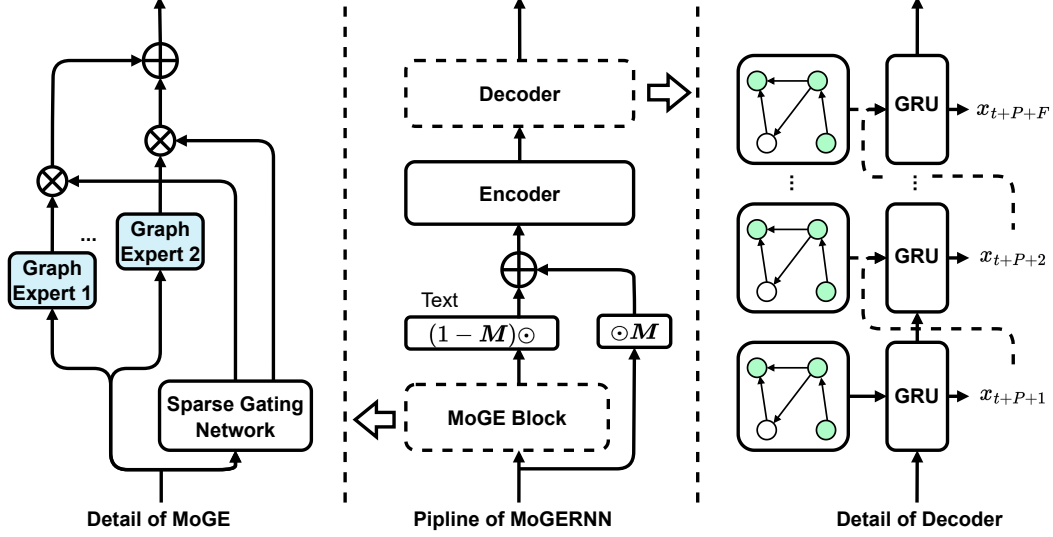 ...
Graph
Expert 1
Graph
Expert 2
Sparse Gating
Network
Detail of MoGE
Decoder
Encoder
Text
(1 − M)⊙
⊙M
MoGE Block
Pipline of MoGERNN
GRU
x_{t+P+F}
⋮
⋮
GRU
x_{t+P+2}
GRU
x_{t+P+1}
Detail of Decoder